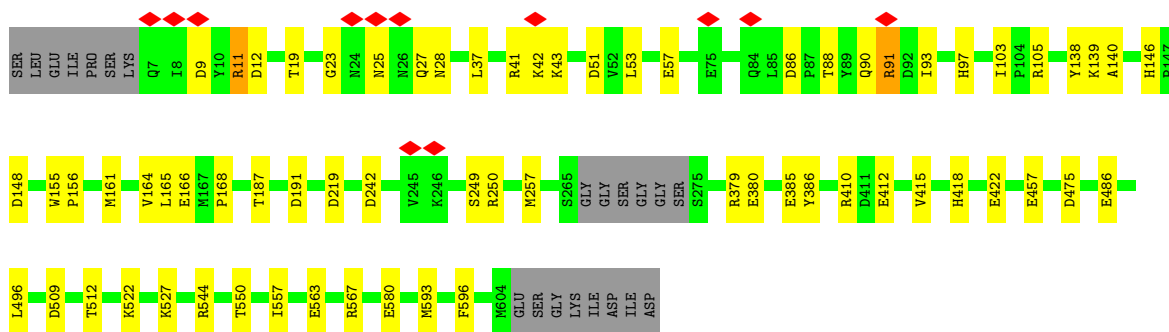 SER LEU GLU ILE PRO SER LYS Q7 I8 D9 Y10 R11 D12 T19 G23 N24 N25 N26 Q27 N28 L37 R41 K42 K43 D51 V52 L53 E57 E75 Q84 L85 D86 P87 T88 Y89 Q90 R91 D92 I93 H97 I103 P104 R105 Y138 K139 A140 H146
D148 W155 P156 M161 V164 L165 E166 M167 P168 T187 D191 D219 D242 V245 K246 S249 R250 M257 S265 GLY GLY SER GLY GLY SER S275 R379 E380 E385 Y386 R410 D411 E412 V415 H418 E422 E457 D475 E486
L496 D509 T512 K522 K527 R544 T550 I557 E563 R567 E580 M593 F596 M604 GLU SER GLY LYS ILE ASP ILE ASP